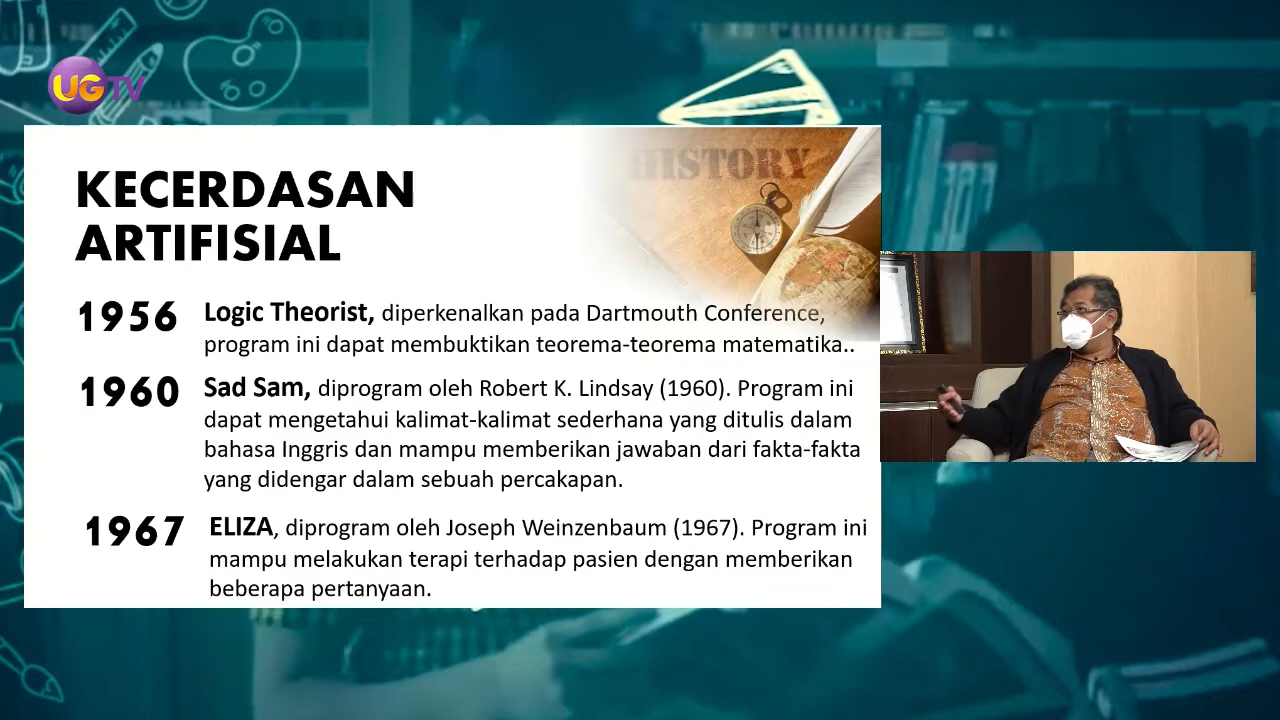 UGTV
HISTORY
KECERDASAN
ARTIFISIAL
1956
Logic Theorist, diperkenalkan pada Dartmouth Conference,
program ini dapat membuktikan teorema-teorema matematika..
1960
Sad Sam, diprogram oleh Robert K. Lindsay (1960). Program ini
dapat mengetahui kalimat-kalimat sederhana yang ditulis dalam
bahasa Inggris dan mampu memberikan jawaban dari fakta-fakta
yang didengar dalam sebuah percakapan.
1967
ELIZA, diprogram oleh Joseph Weinzenbaum (1967). Program ini
mampu melakukan terapi terhadap pasien dengan memberikan
beberapa pertanyaan.